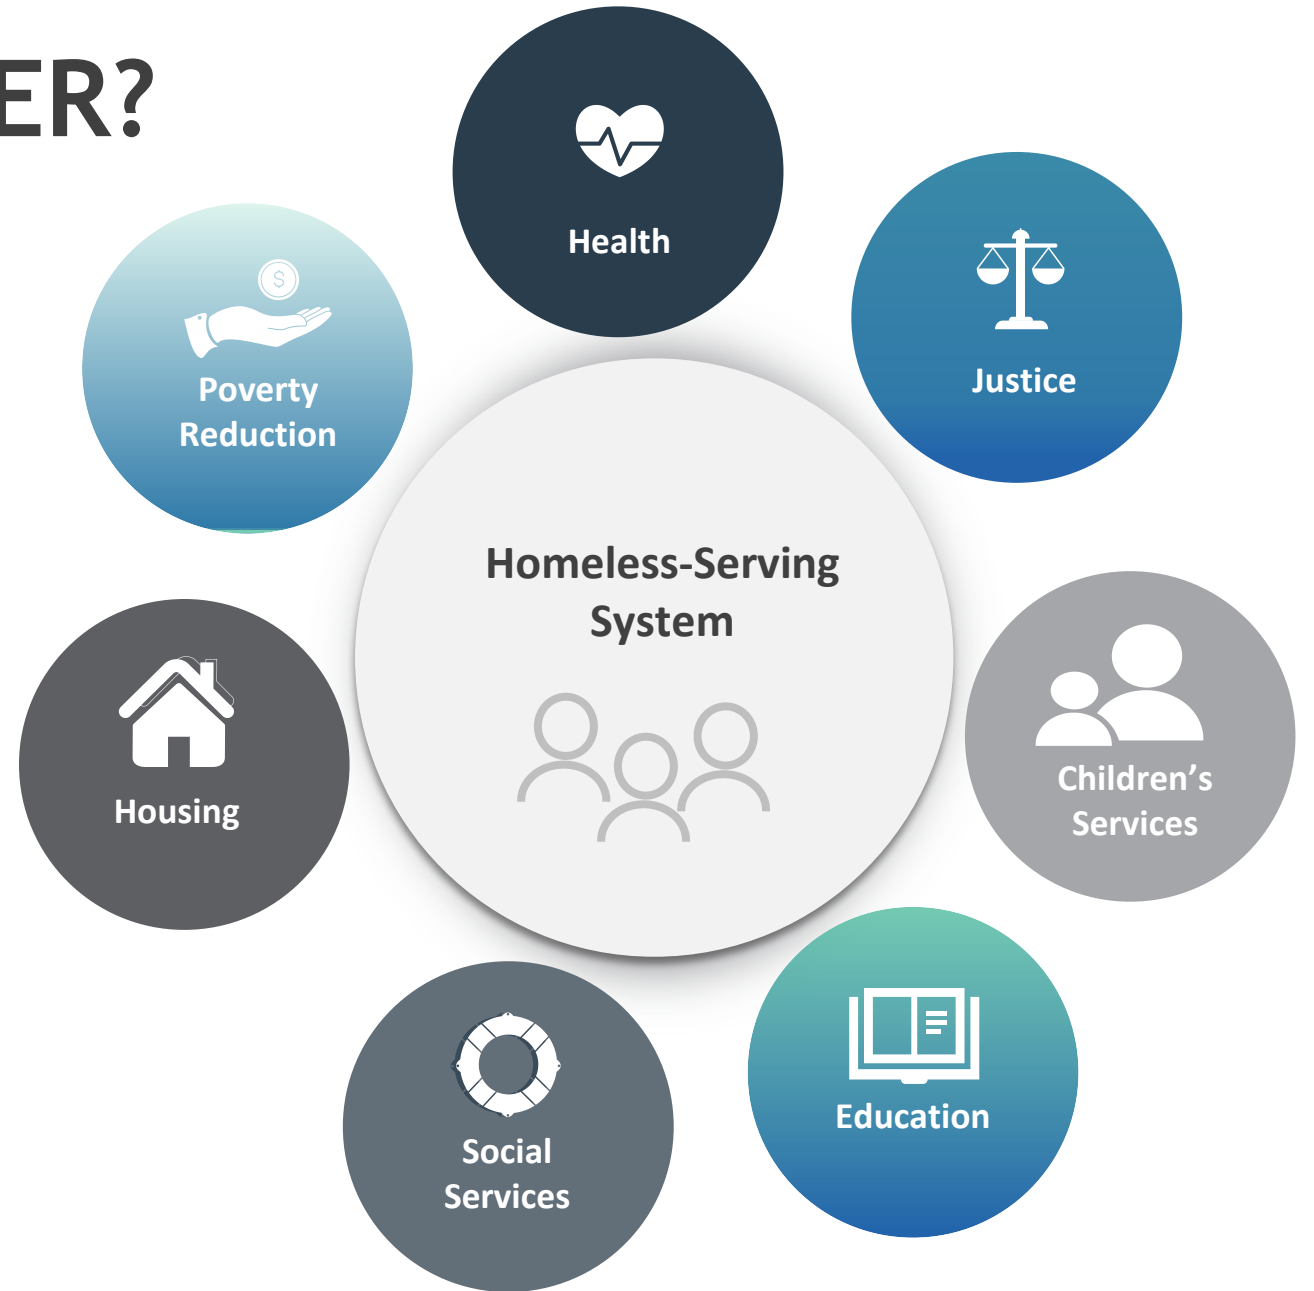 ER?
Health
Justice
Poverty
Reduction
$
Homeless-Serving
System
Children’s
Services
Housing
Education
Social
Services